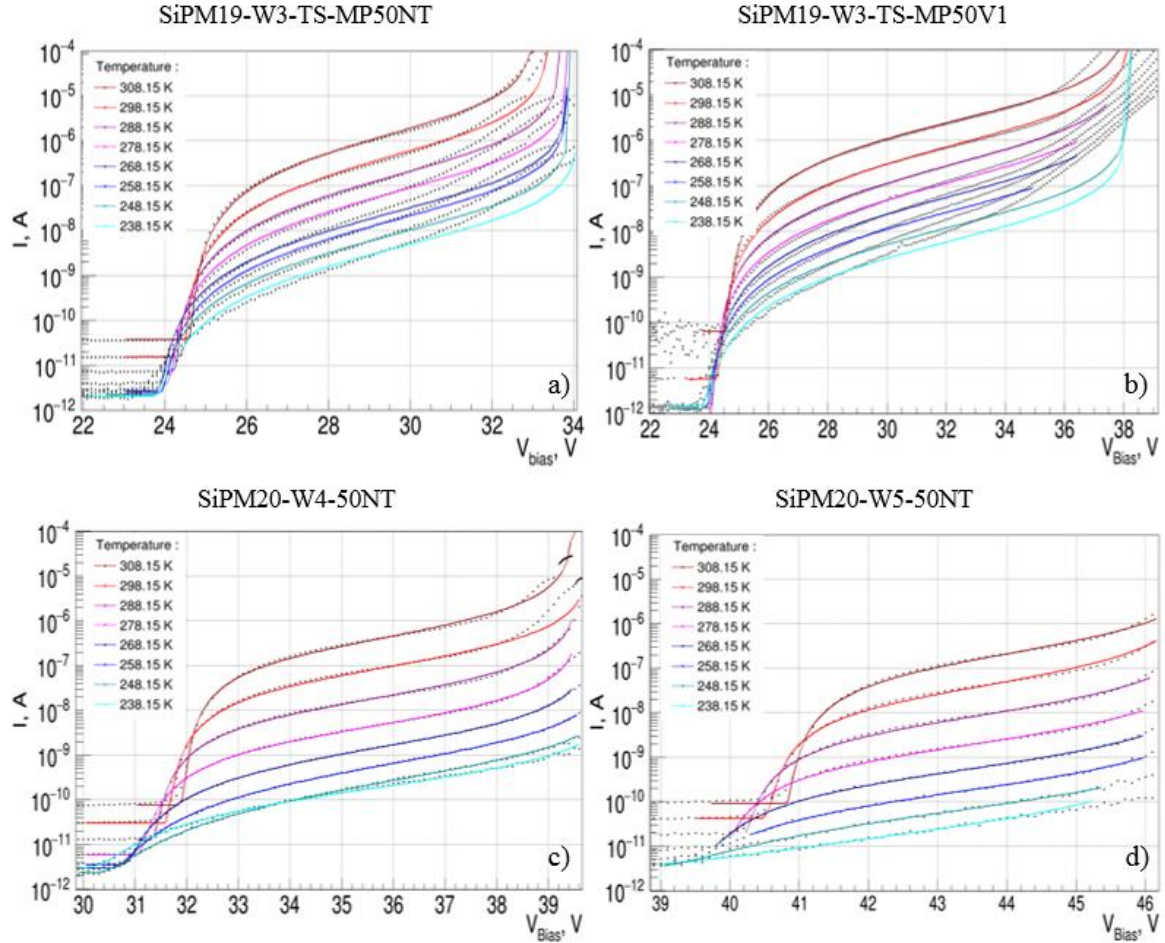 SiPM19-W3-TS-MP50NT
I, A
10⁻⁴
10⁻⁵
10⁻⁶
10⁻⁷
10⁻⁸
10⁻⁹
10⁻¹⁰
10⁻¹¹
10⁻¹²
Temperature :
308.15 K
298.15 K
288.15 K
278.15 K
268.15 K
258.15 K
248.15 K
238.15 K
a)
22 24 26 28 30 32 34
Vbias, V
SiPM19-W3-TS-MP50V1
I, A
10⁻⁴
10⁻⁵
10⁻⁶
10⁻⁷
10⁻⁸
10⁻⁹
10⁻¹⁰
10⁻¹¹
10⁻¹²
Temperature :
308.15 K
298.15 K
288.15 K
278.15 K
268.15 K
258.15 K
248.15 K
238.15 K
b)
22 24 26 28 30 32 34 36 38
VBias, V
SiPM20-W4-50NT
I, A
10⁻⁴
10⁻⁵
10⁻⁶
10⁻⁷
10⁻⁸
10⁻⁹
10⁻¹⁰
10⁻¹¹
10⁻¹²
Temperature :
308.15 K
298.15 K
288.15 K
278.15 K
268.15 K
258.15 K
248.15 K
238.15 K
c)
30 31 32 33 34 35 36 37 38 39
VBias, V
SiPM20-W5-50NT
I, A
10⁻⁴
10⁻⁵
10⁻⁶
10⁻⁷
10⁻⁸
10⁻⁹
10⁻¹⁰
10⁻¹¹
10⁻¹²
Temperature :
308.15 K
298.15 K
288.15 K
278.15 K
268.15 K
258.15 K
248.15 K
238.15 K
d)
39 40 41 42 43 44 45 46
VBias, V